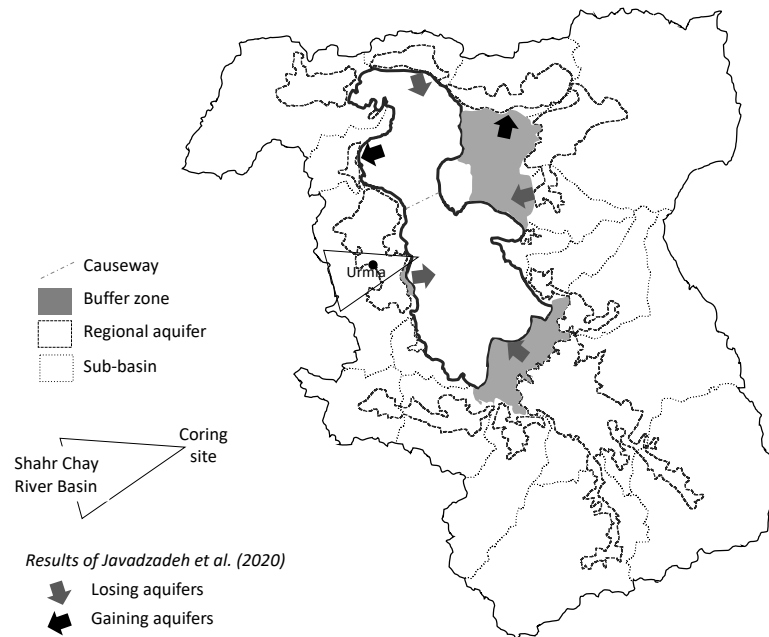 Urmia
Causeway
Buffer zone
Regional aquifer
Sub-basin
Coring
site
Shahr Chay
River Basin
Results of Javadzadeh et al. (2020)
Losing aquifers
Gaining aquifers